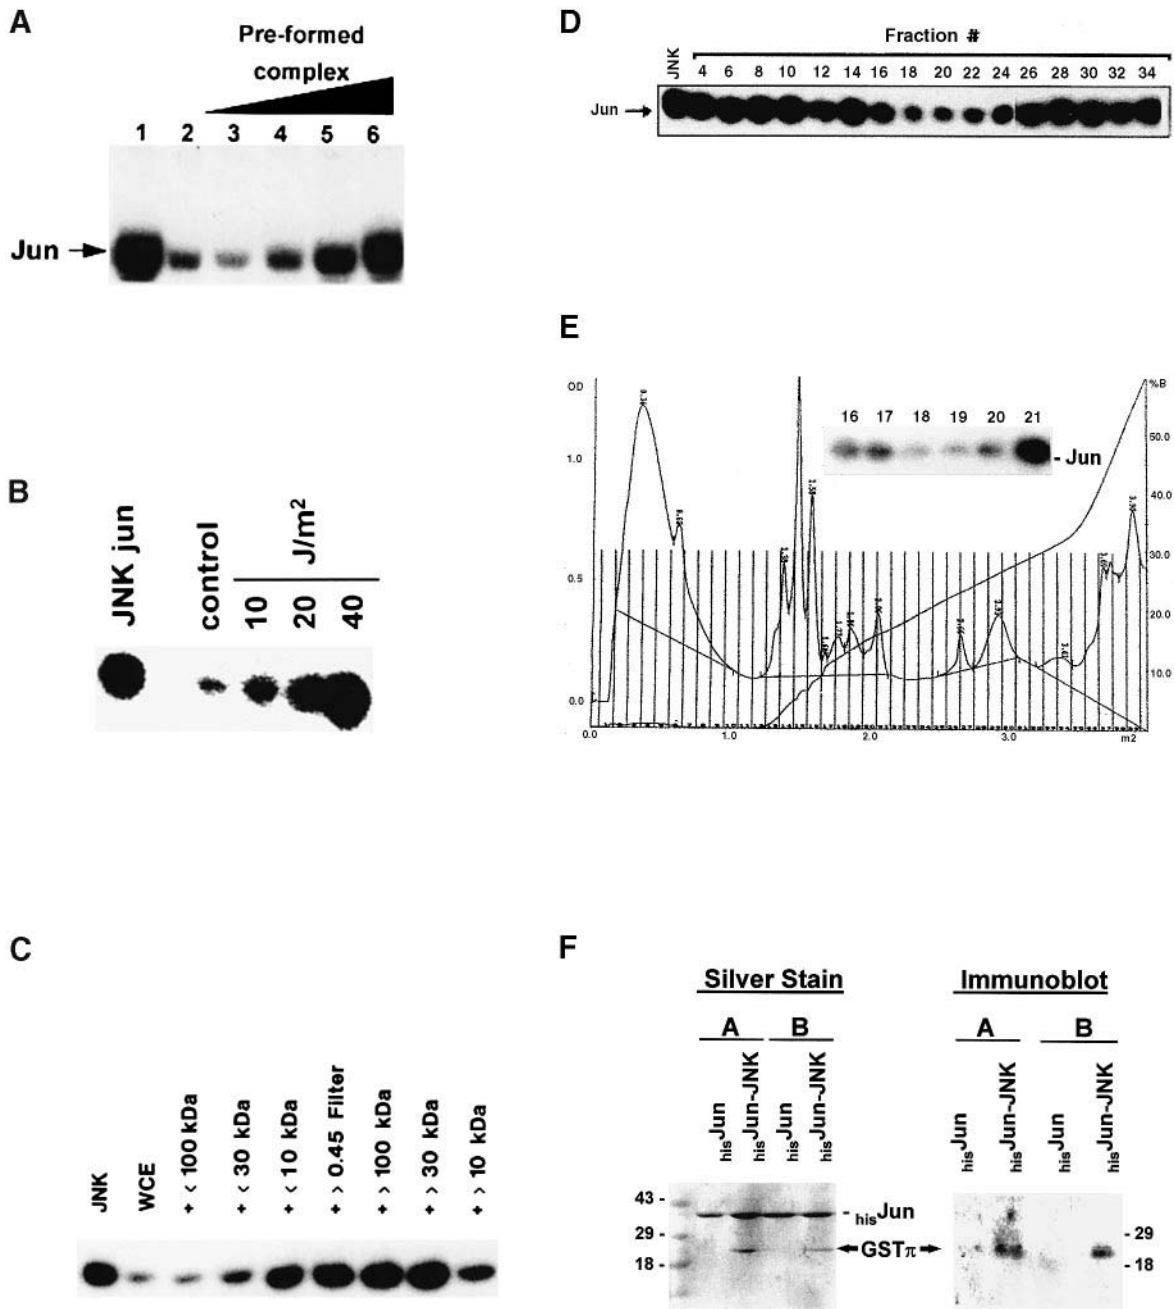 A
Pre-formed
complex
1 2 3 4 5 6
Jun
B
JNK jun
control
J/m2
10
20
40
C
JNK
WCE
+ < 100 kDa
+ < 30 kDa
+ < 10 kDa
+ > 0.45 Filter
+ > 100 kDa
+ > 30 kDa
+ > 10 kDa
D
Fraction #
JNK
4 6 8 10 12 14 16 18 20 22 24 26 28 30 32 34
Jun
E
OD
%B
16 17 18 19 20 21
- Jun
1.0
0.5
0.0
50.0
40.0
30.0
20.0
10.0
0.0 1.0 2.0 3.0 m2
F
Silver Stain
A B
hisJun
hisJun-JNK
hisJun
hisJun-JNK
43 -
29 -
18 -
- hisJun
GSTπ
Immunoblot
A B
hisJun
hisJun-JNK
hisJun
hisJun-JNK
- 29
- 18